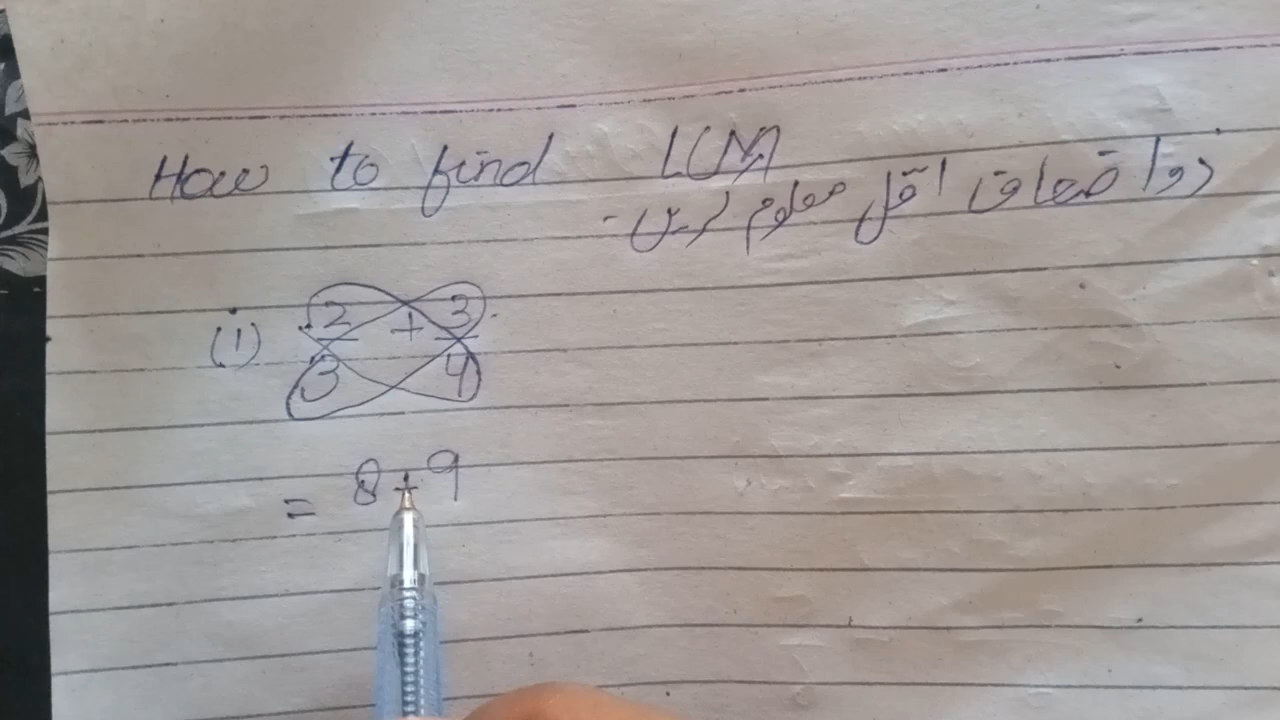 How to find LCM
ذواضعاف اقل معلوم کریں۔
(i) 2/3 + 3/4
= 8 + 9